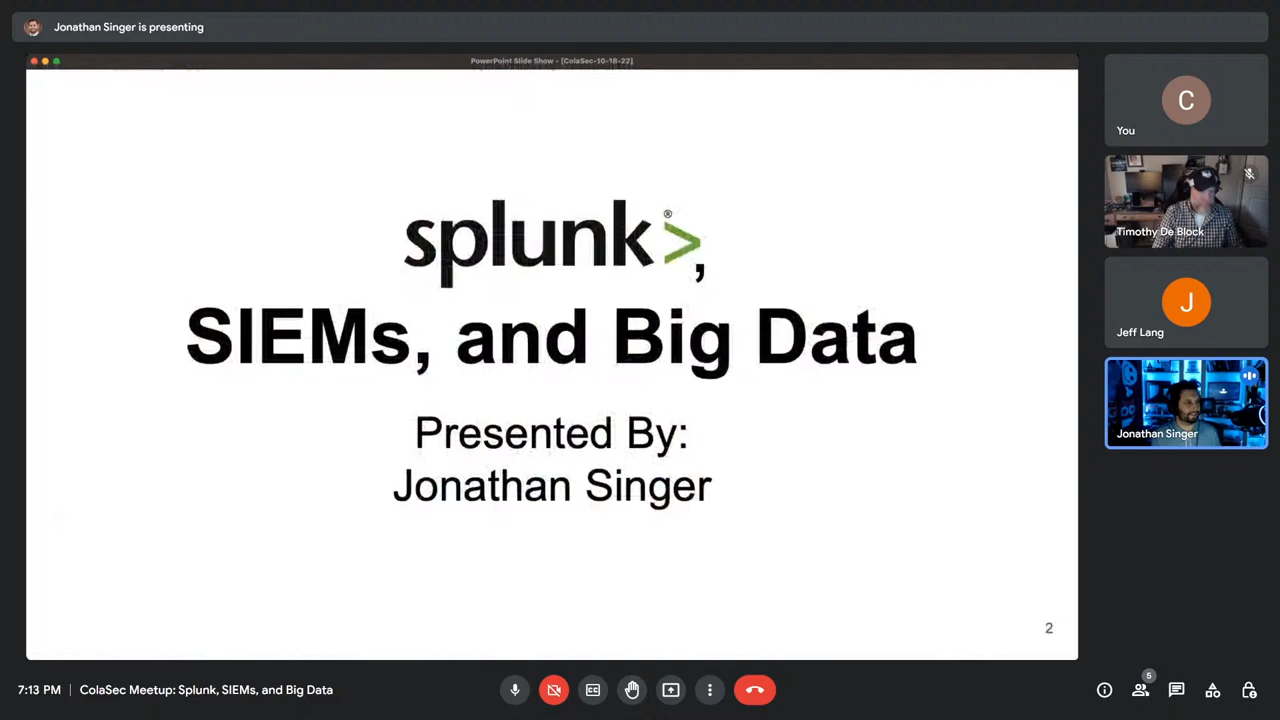 Jonathan Singer is presenting
PowerPoint Slide Show - [ColaSec-10-18-22]
splunk>®,
SIEMs, and Big Data
Presented By:
Jonathan Singer
2
C
You
Timothy De Block
J
Jeff Lang
Jonathan Singer
7:13 PM | ColaSec Meetup: Splunk, SIEMs, and Big Data
CC
5